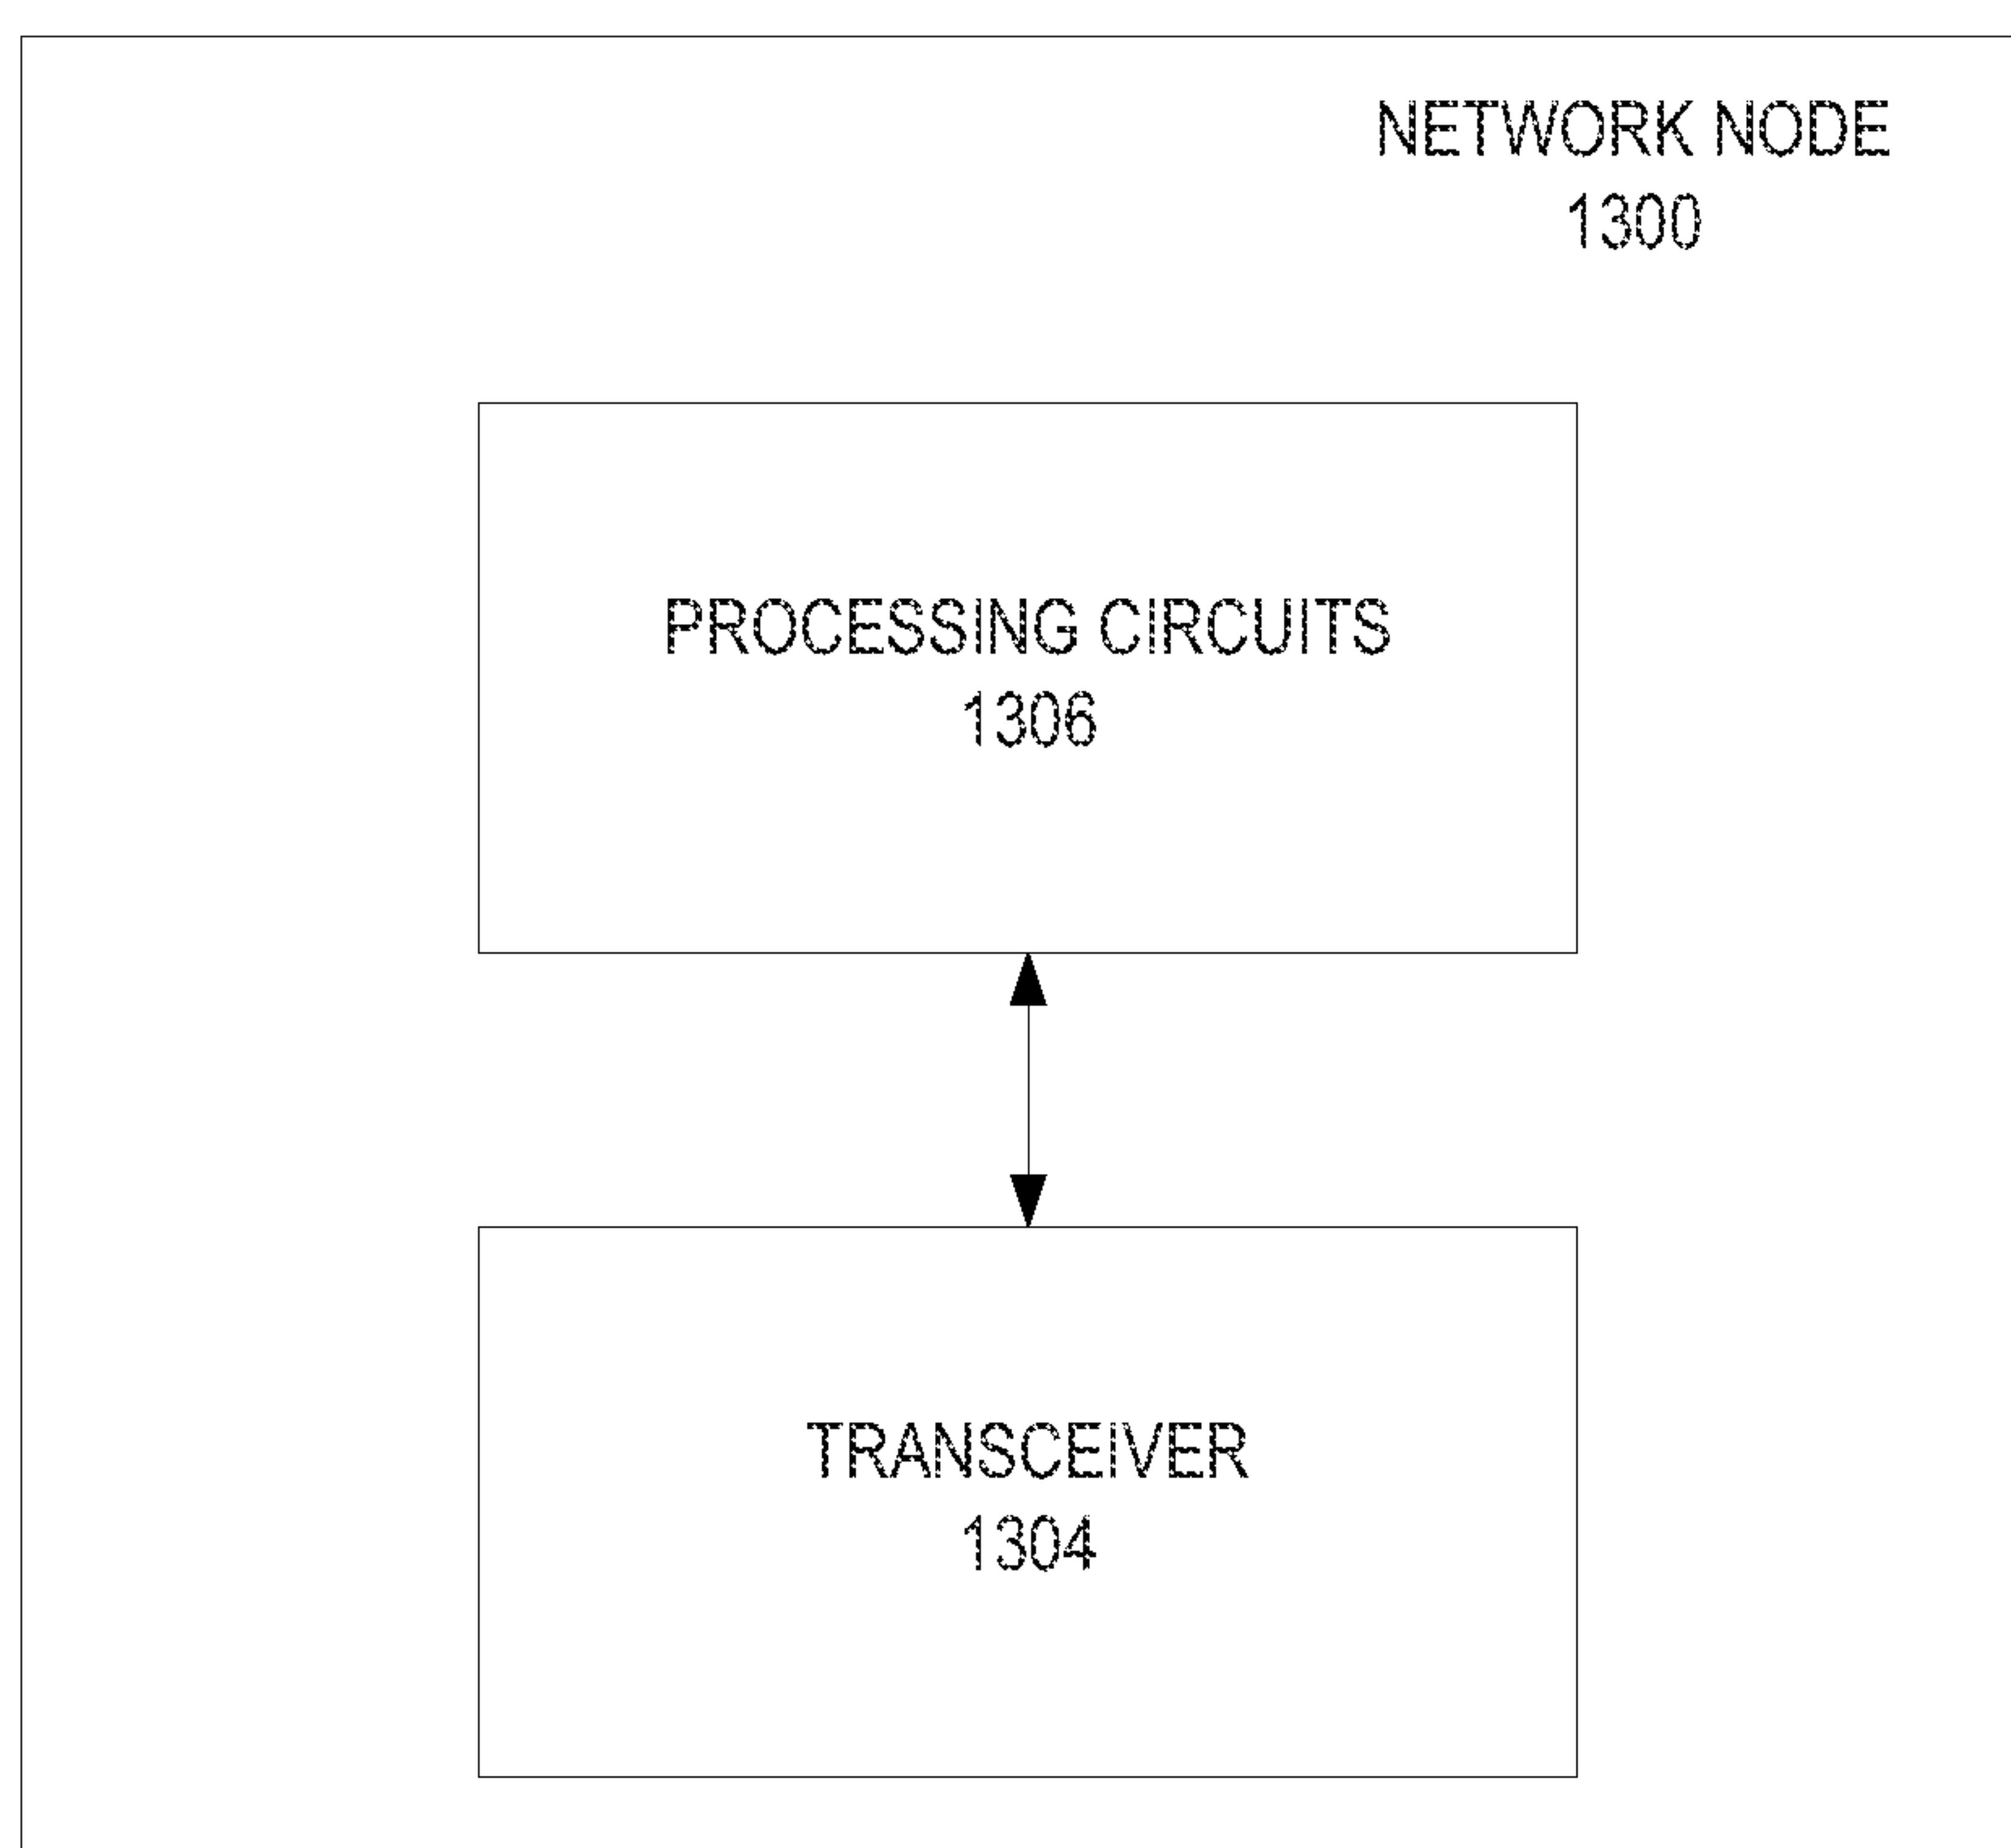 NETWORK NODE
1300
PROCESSING CIRCUITS
1306
TRANSCEIVER
1304